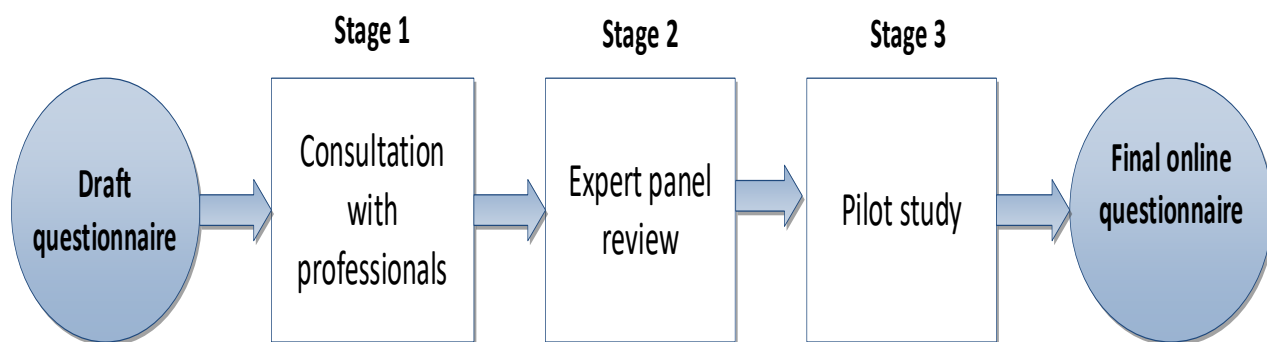 Stage 1
Stage 2
Stage 3
Draft
questionnaire
Consultation
with
professionals
Expert panel
review
Pilot study
Final online
questionnaire